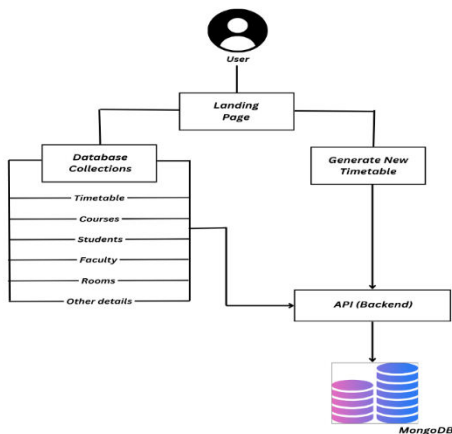 User
Landing
Page
Database
Collections
Generate New
Timetable
Timetable
Courses
Students
Faculty
Rooms
Other details
API (Backend)
MongoDB